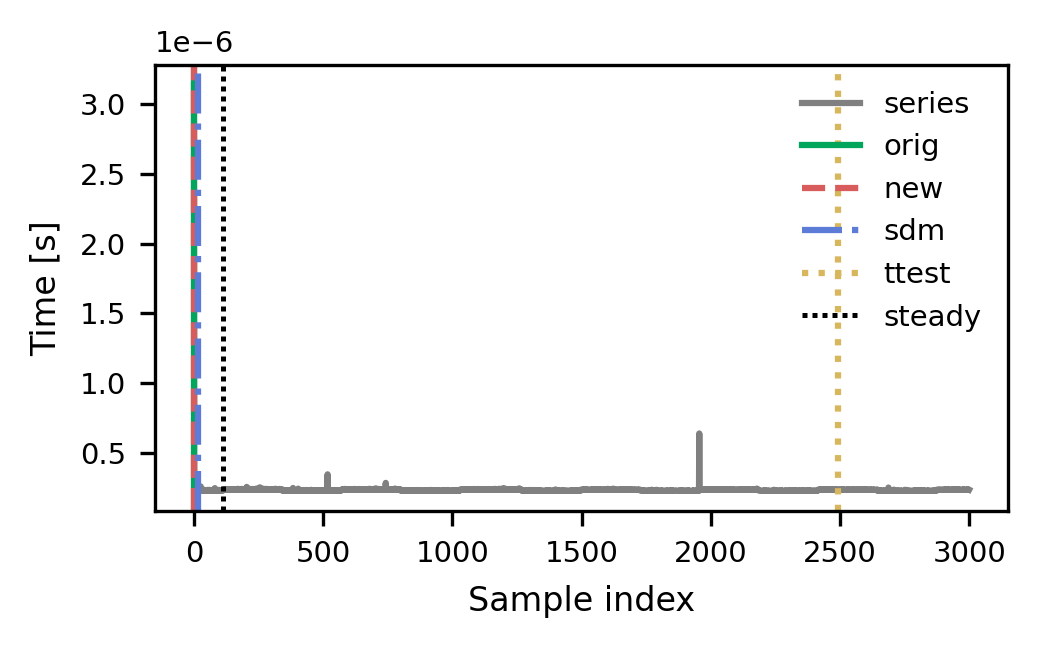 1e−6
3.0
2.5
2.0
1.5
1.0
0.5
Time [s]
series
orig
new
sdm
ttest
steady
0 500 1000 1500 2000 2500 3000
Sample index